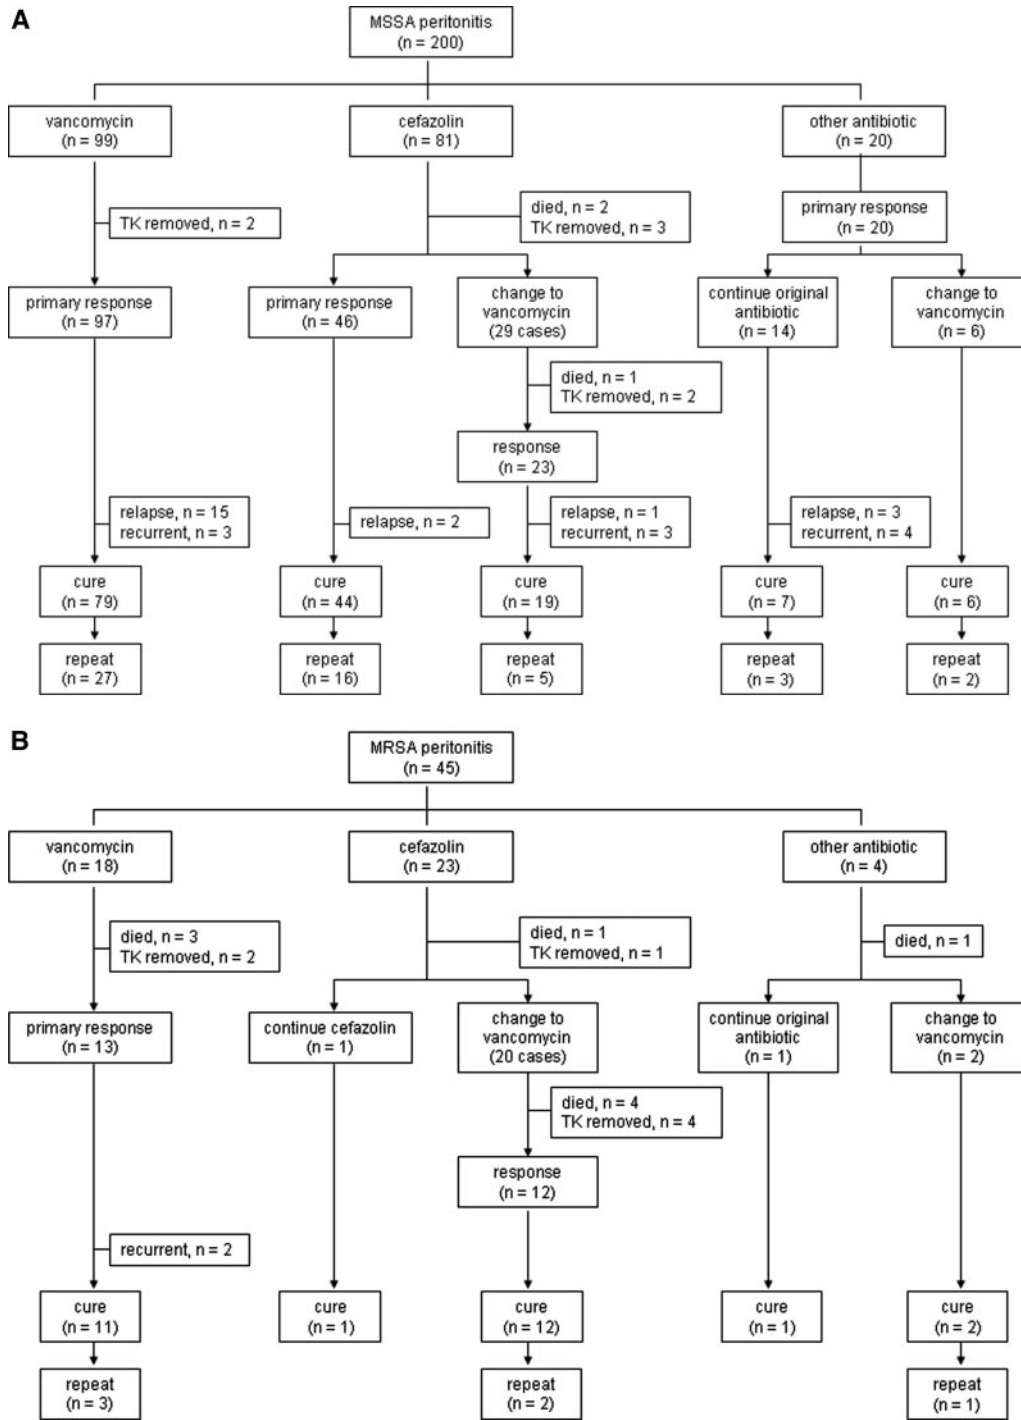 A
MSSA peritonitis
(n = 200)
vancomycin
(n = 99)
cefazolin
(n = 81)
other antibiotic
(n = 20)
TK removed, n = 2
died, n = 2
TK removed, n = 3
primary response
(n = 20)
primary response
(n = 97)
primary response
(n = 46)
change to
vancomycin
(29 cases)
continue original
antibiotic
(n = 14)
change to
vancomycin
(n = 6)
died, n = 1
TK removed, n = 2
response
(n = 23)
relapse, n = 15
recurrent, n = 3
relapse, n = 2
relapse, n = 1
recurrent, n = 3
relapse, n = 3
recurrent, n = 4
cure
(n = 79)
cure
(n = 44)
cure
(n = 19)
cure
(n = 7)
cure
(n = 6)
repeat
(n = 27)
repeat
(n = 16)
repeat
(n = 5)
repeat
(n = 3)
repeat
(n = 2)
B
MRSA peritonitis
(n = 45)
vancomycin
(n = 18)
cefazolin
(n = 23)
other antibiotic
(n = 4)
died, n = 3
TK removed, n = 2
died, n = 1
TK removed, n = 1
died, n = 1
primary response
(n = 13)
continue cefazolin
(n = 1)
change to
vancomycin
(20 cases)
continue original
antibiotic
(n = 1)
change to
vancomycin
(n = 2)
died, n = 4
TK removed, n = 4
response
(n = 12)
recurrent, n = 2
cure
(n = 11)
cure
(n = 1)
cure
(n = 12)
cure
(n = 1)
cure
(n = 2)
repeat
(n = 3)
repeat
(n = 2)
repeat
(n = 1)